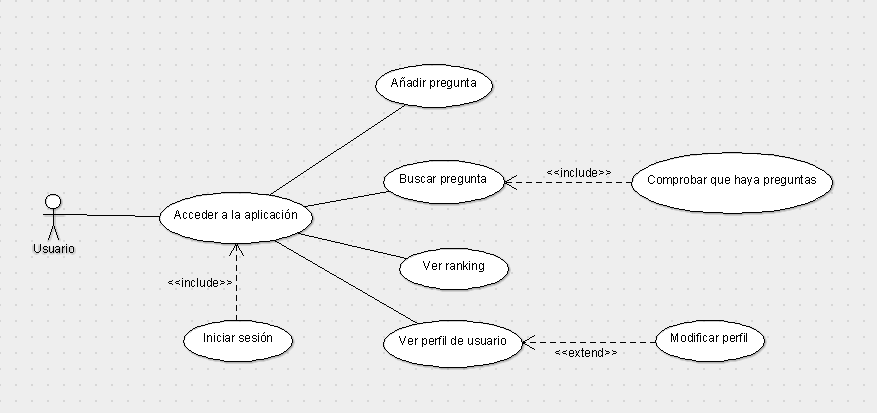 Añadir pregunta
Buscar pregunta
<<include>>
Comprobar que haya preguntas
Acceder a la aplicación
Usuario
Ver ranking
<<include>>
Iniciar sesión
Ver perfil de usuario
<<extend>>
Modificar perfil